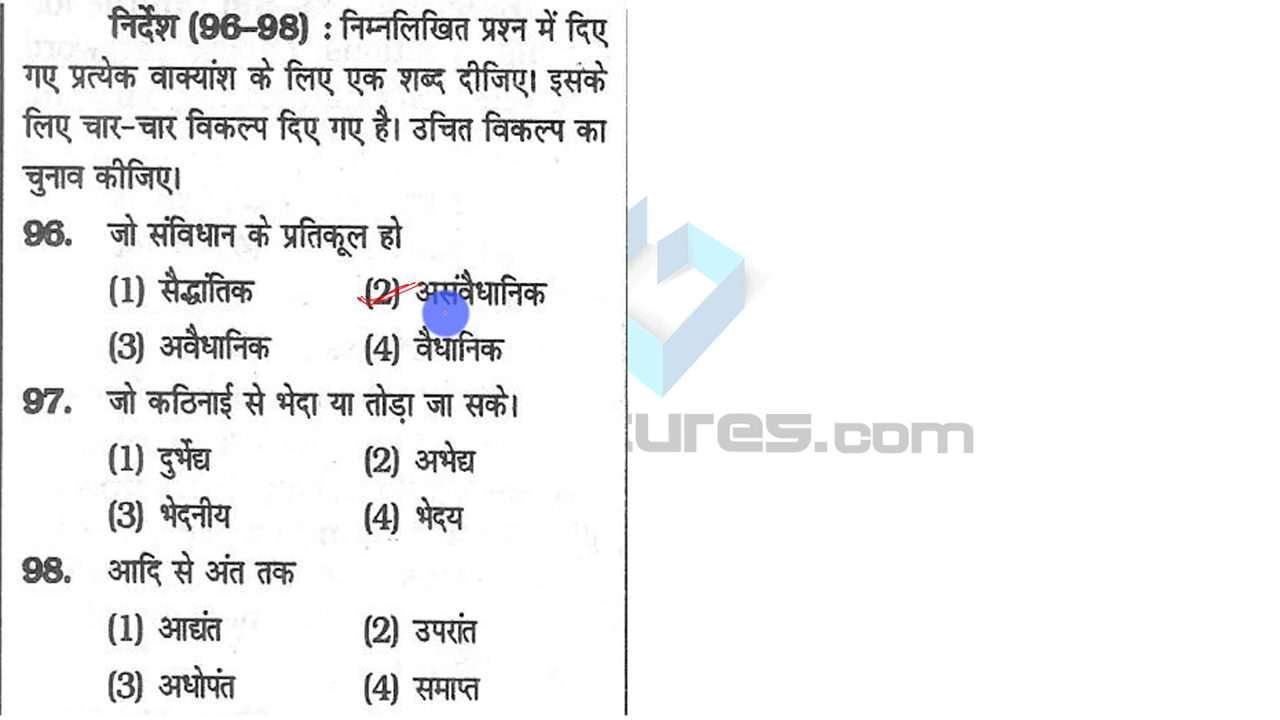 निर्देश (96–98) : निम्नलिखित प्रश्न में दिए
गए प्रत्येक वाक्यांश के लिए एक शब्द दीजिए। इसके
लिए चार-चार विकल्प दिए गए है। उचित विकल्प का
चुनाव कीजिए।
96. जो संविधान के प्रतिकूल हो
(1) सैद्धांतिक (2) असंवैधानिक
(3) अवैधानिक (4) वैधानिक
97. जो कठिनाई से भेदा या तोड़ा जा सके।
(1) दुर्भेद्य (2) अभेद्य
(3) भेदनीय (4) भेदय
98. आदि से अंत तक
(1) आद्यंत (2) उपरांत
(3) अधोपंत (4) समाप्त
tures.com